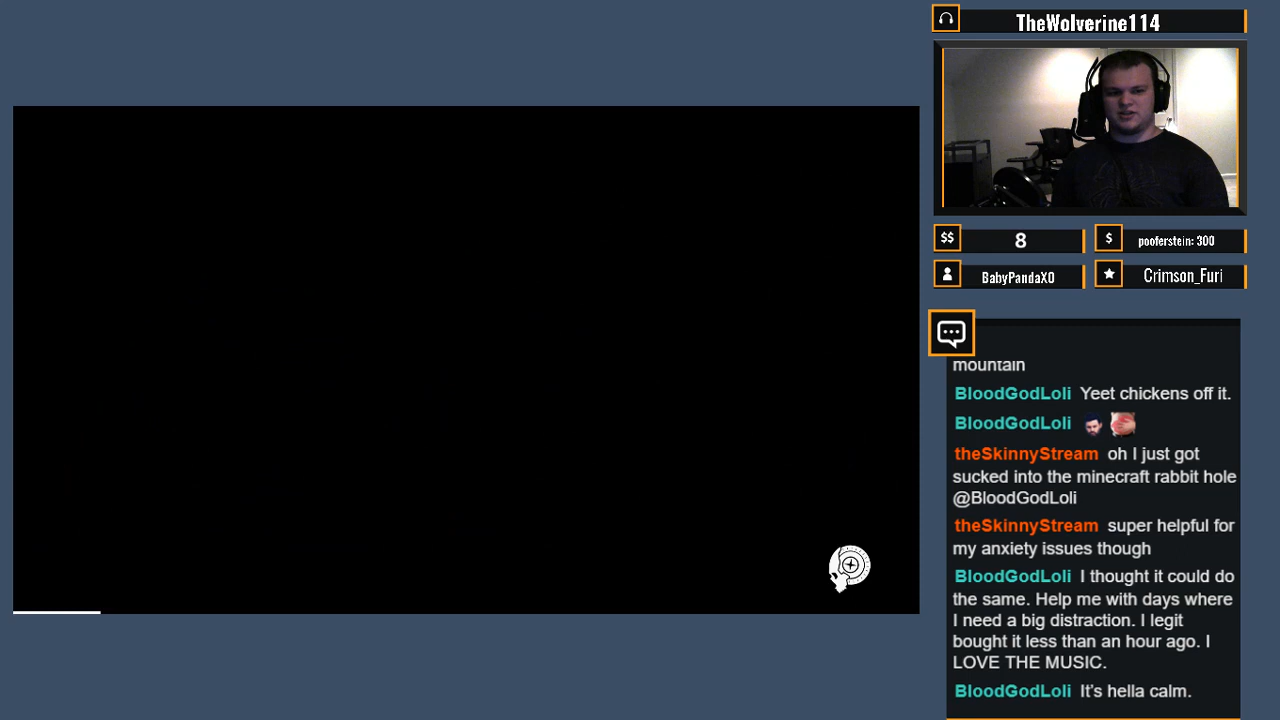 TheWolverine114
$$ 8
$ pooferstein: 300
BabyPandaXO
Crimson_Furi
mountain
BloodGodLoli Yeet chickens off it.
BloodGodLoli
theSkinnyStream oh I just got
sucked into the minecraft rabbit hole
@BloodGodLoli
theSkinnyStream super helpful for
my anxiety issues though
BloodGodLoli I thought it could do
the same. Help me with days where
I need a big distraction. I legit
bought it less than an hour ago. I
LOVE THE MUSIC.
BloodGodLoli It's hella calm.